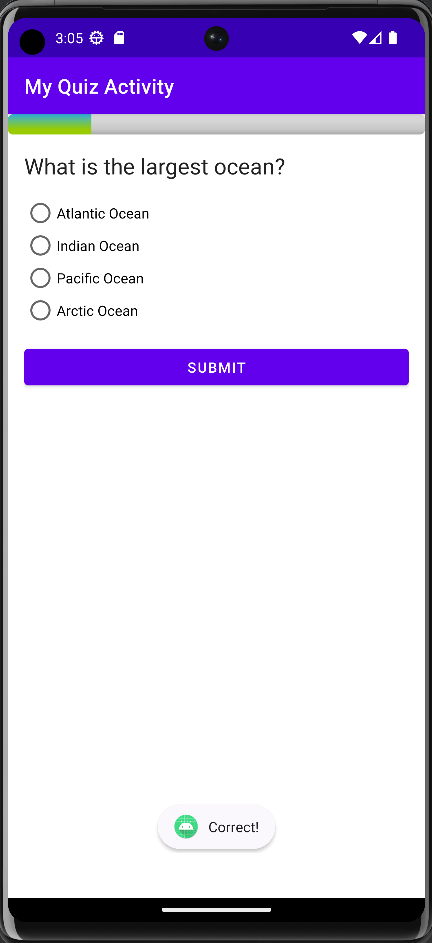 3:05
My Quiz Activity
What is the largest ocean?
Atlantic Ocean
Indian Ocean
Pacific Ocean
Arctic Ocean
SUBMIT
Correct!